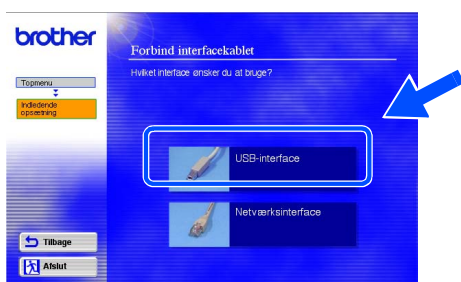 brother
Forbind interfacekablet
Hvilket interface ønsker du at bruge?
Topmenu
Indledende
opsætning
USB-interface
Netværksinterface
Tilbage
Afslut